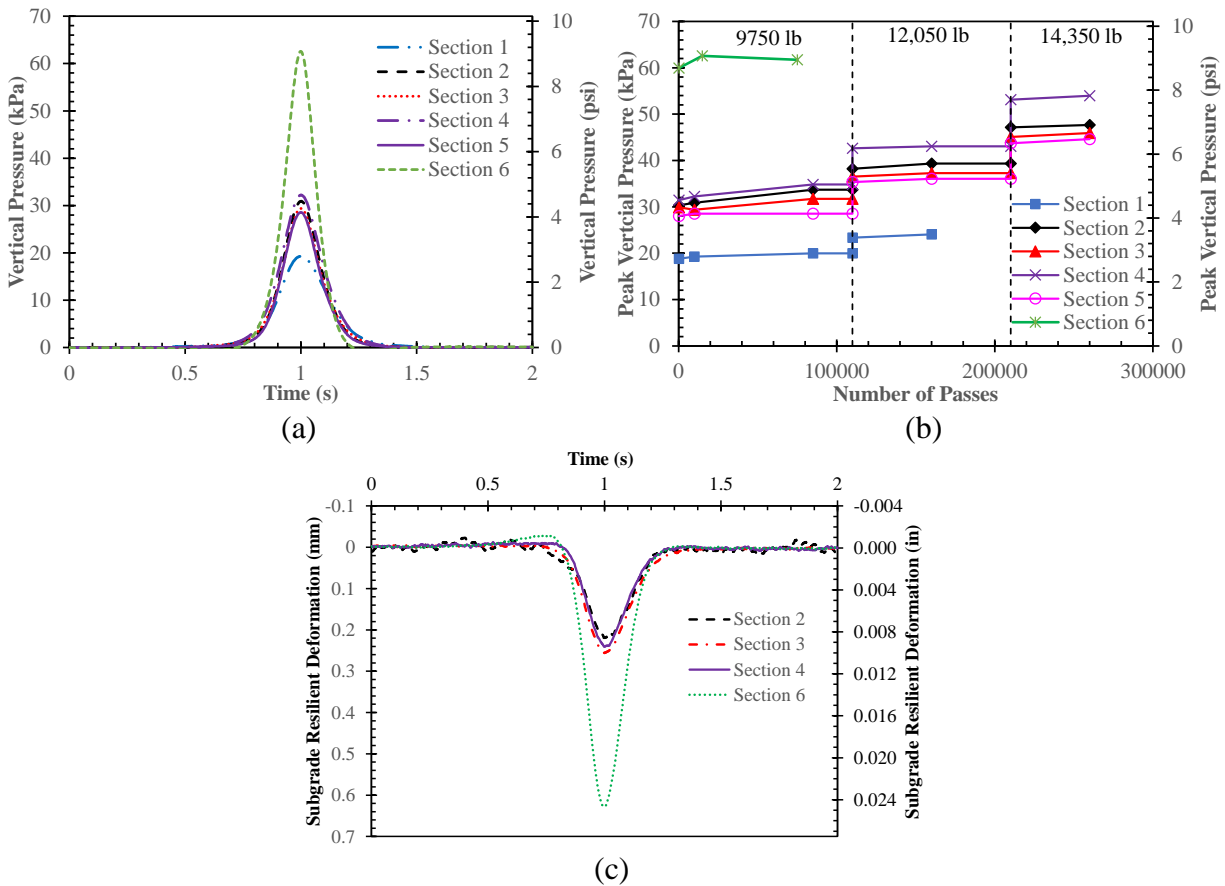 70
60
50
40
30
20
10
0
Vertical Pressure (kPa)
0
0.5
1
1.5
2
Time (s)
10
8
6
4
2
0
Vertical Pressure (psi)
Section 1
Section 2
Section 3
Section 4
Section 5
Section 6
(a)
70
60
50
40
30
20
10
0
Peak Vertcial Pressure (kPa)
9750 lb
12,050 lb
14,350 lb
0
100000
200000
300000
Number of Passes
10
8
6
4
2
0
Peak Vertical Pressure (psi)
Section 1
Section 2
Section 3
Section 4
Section 5
Section 6
(b)
Time (s)
0
0.5
1
1.5
2
-0.1
0
0.1
0.2
0.3
0.4
0.5
0.6
0.7
Subgrade Resilient Deformation (mm)
-0.004
0.000
0.004
0.008
0.012
0.016
0.020
0.024
Subgrade Resilient Deformation (in)
Section 2
Section 3
Section 4
Section 6
(c)